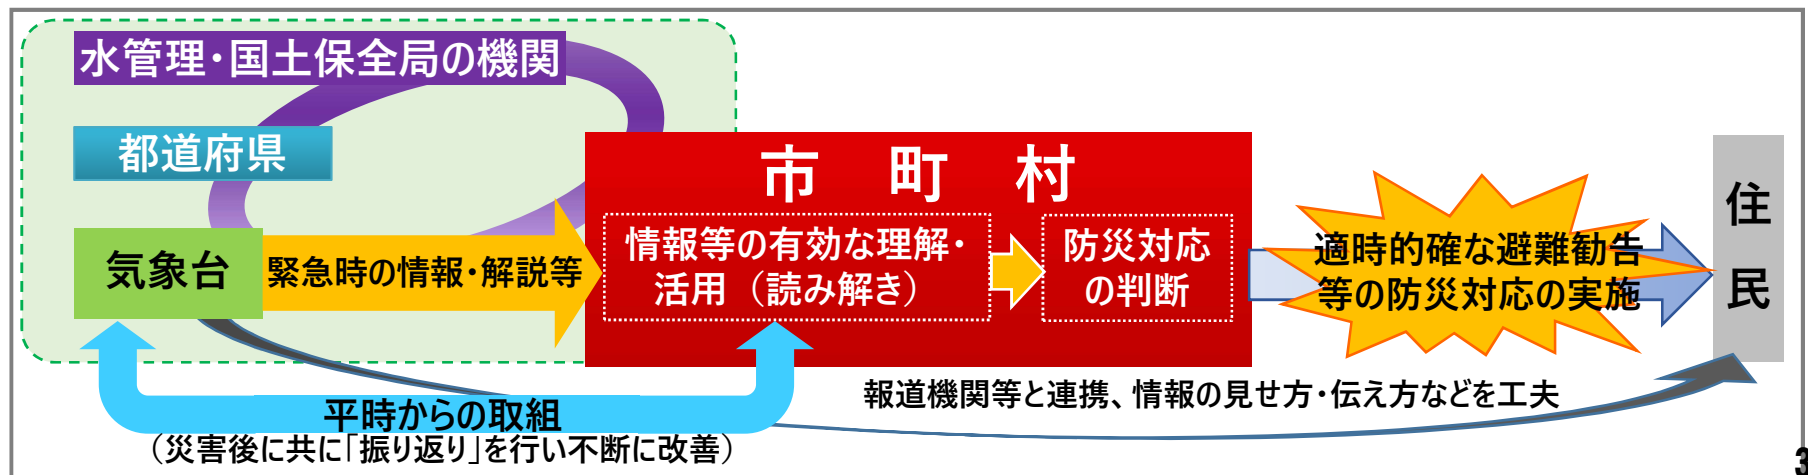 水管理・国土保全局の機関
都道府県
気象台
緊急時の情報・解説等
市 町 村
情報等の有効な理解・
活用（読み解き）
防災対応
の判断
適時的確な避難勧告
等の防災対応の実施
住
民
報道機関等と連携、情報の見せ方・伝え方などを工夫
平時からの取組
（災害後に共に「振り返り」を行い不断に改善）
3